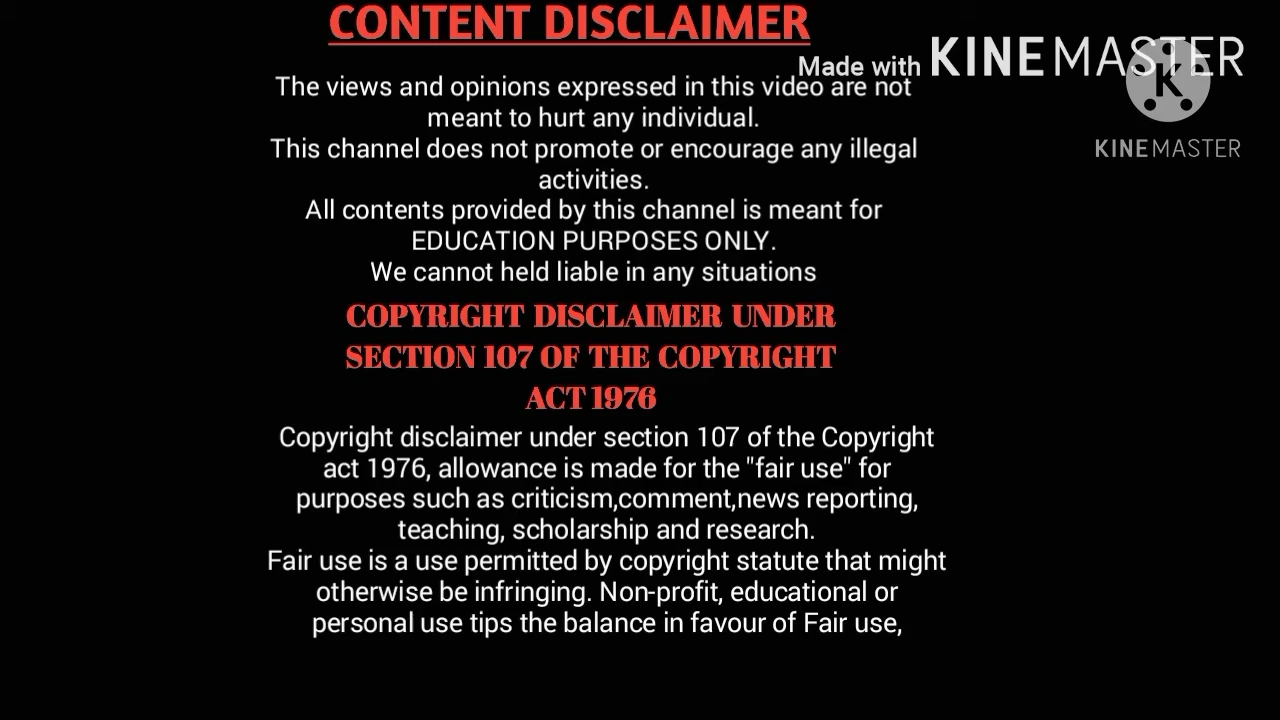 CONTENT DISCLAIMER
Made with KINEMASTER
K
KINEMASTER
The views and opinions expressed in this video are not
meant to hurt any individual.
This channel does not promote or encourage any illegal
activities.
All contents provided by this channel is meant for
EDUCATION PURPOSES ONLY.
We cannot held liable in any situations
COPYRIGHT DISCLAIMER UNDER
SECTION 107 OF THE COPYRIGHT
ACT 1976
Copyright disclaimer under section 107 of the Copyright
act 1976, allowance is made for the "fair use" for
purposes such as criticism,comment,news reporting,
teaching, scholarship and research.
Fair use is a use permitted by copyright statute that might
otherwise be infringing. Non-profit, educational or
personal use tips the balance in favour of Fair use,